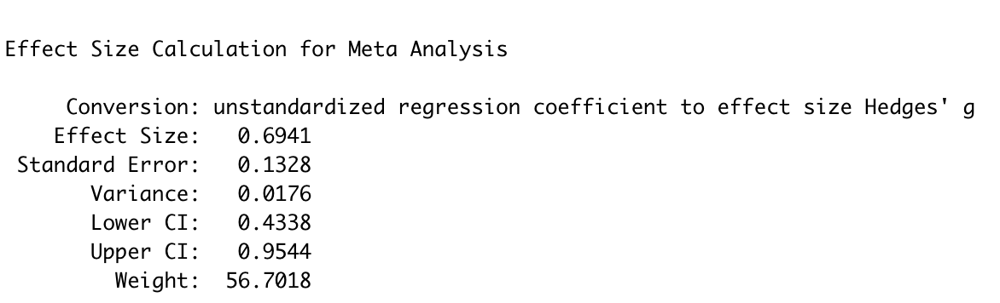 Effect Size Calculation for Meta Analysis
Conversion: unstandardized regression coefficient to effect size Hedges' g
Effect Size: 0.6941
Standard Error: 0.1328
Variance: 0.0176
Lower CI: 0.4338
Upper CI: 0.9544
Weight: 56.7018